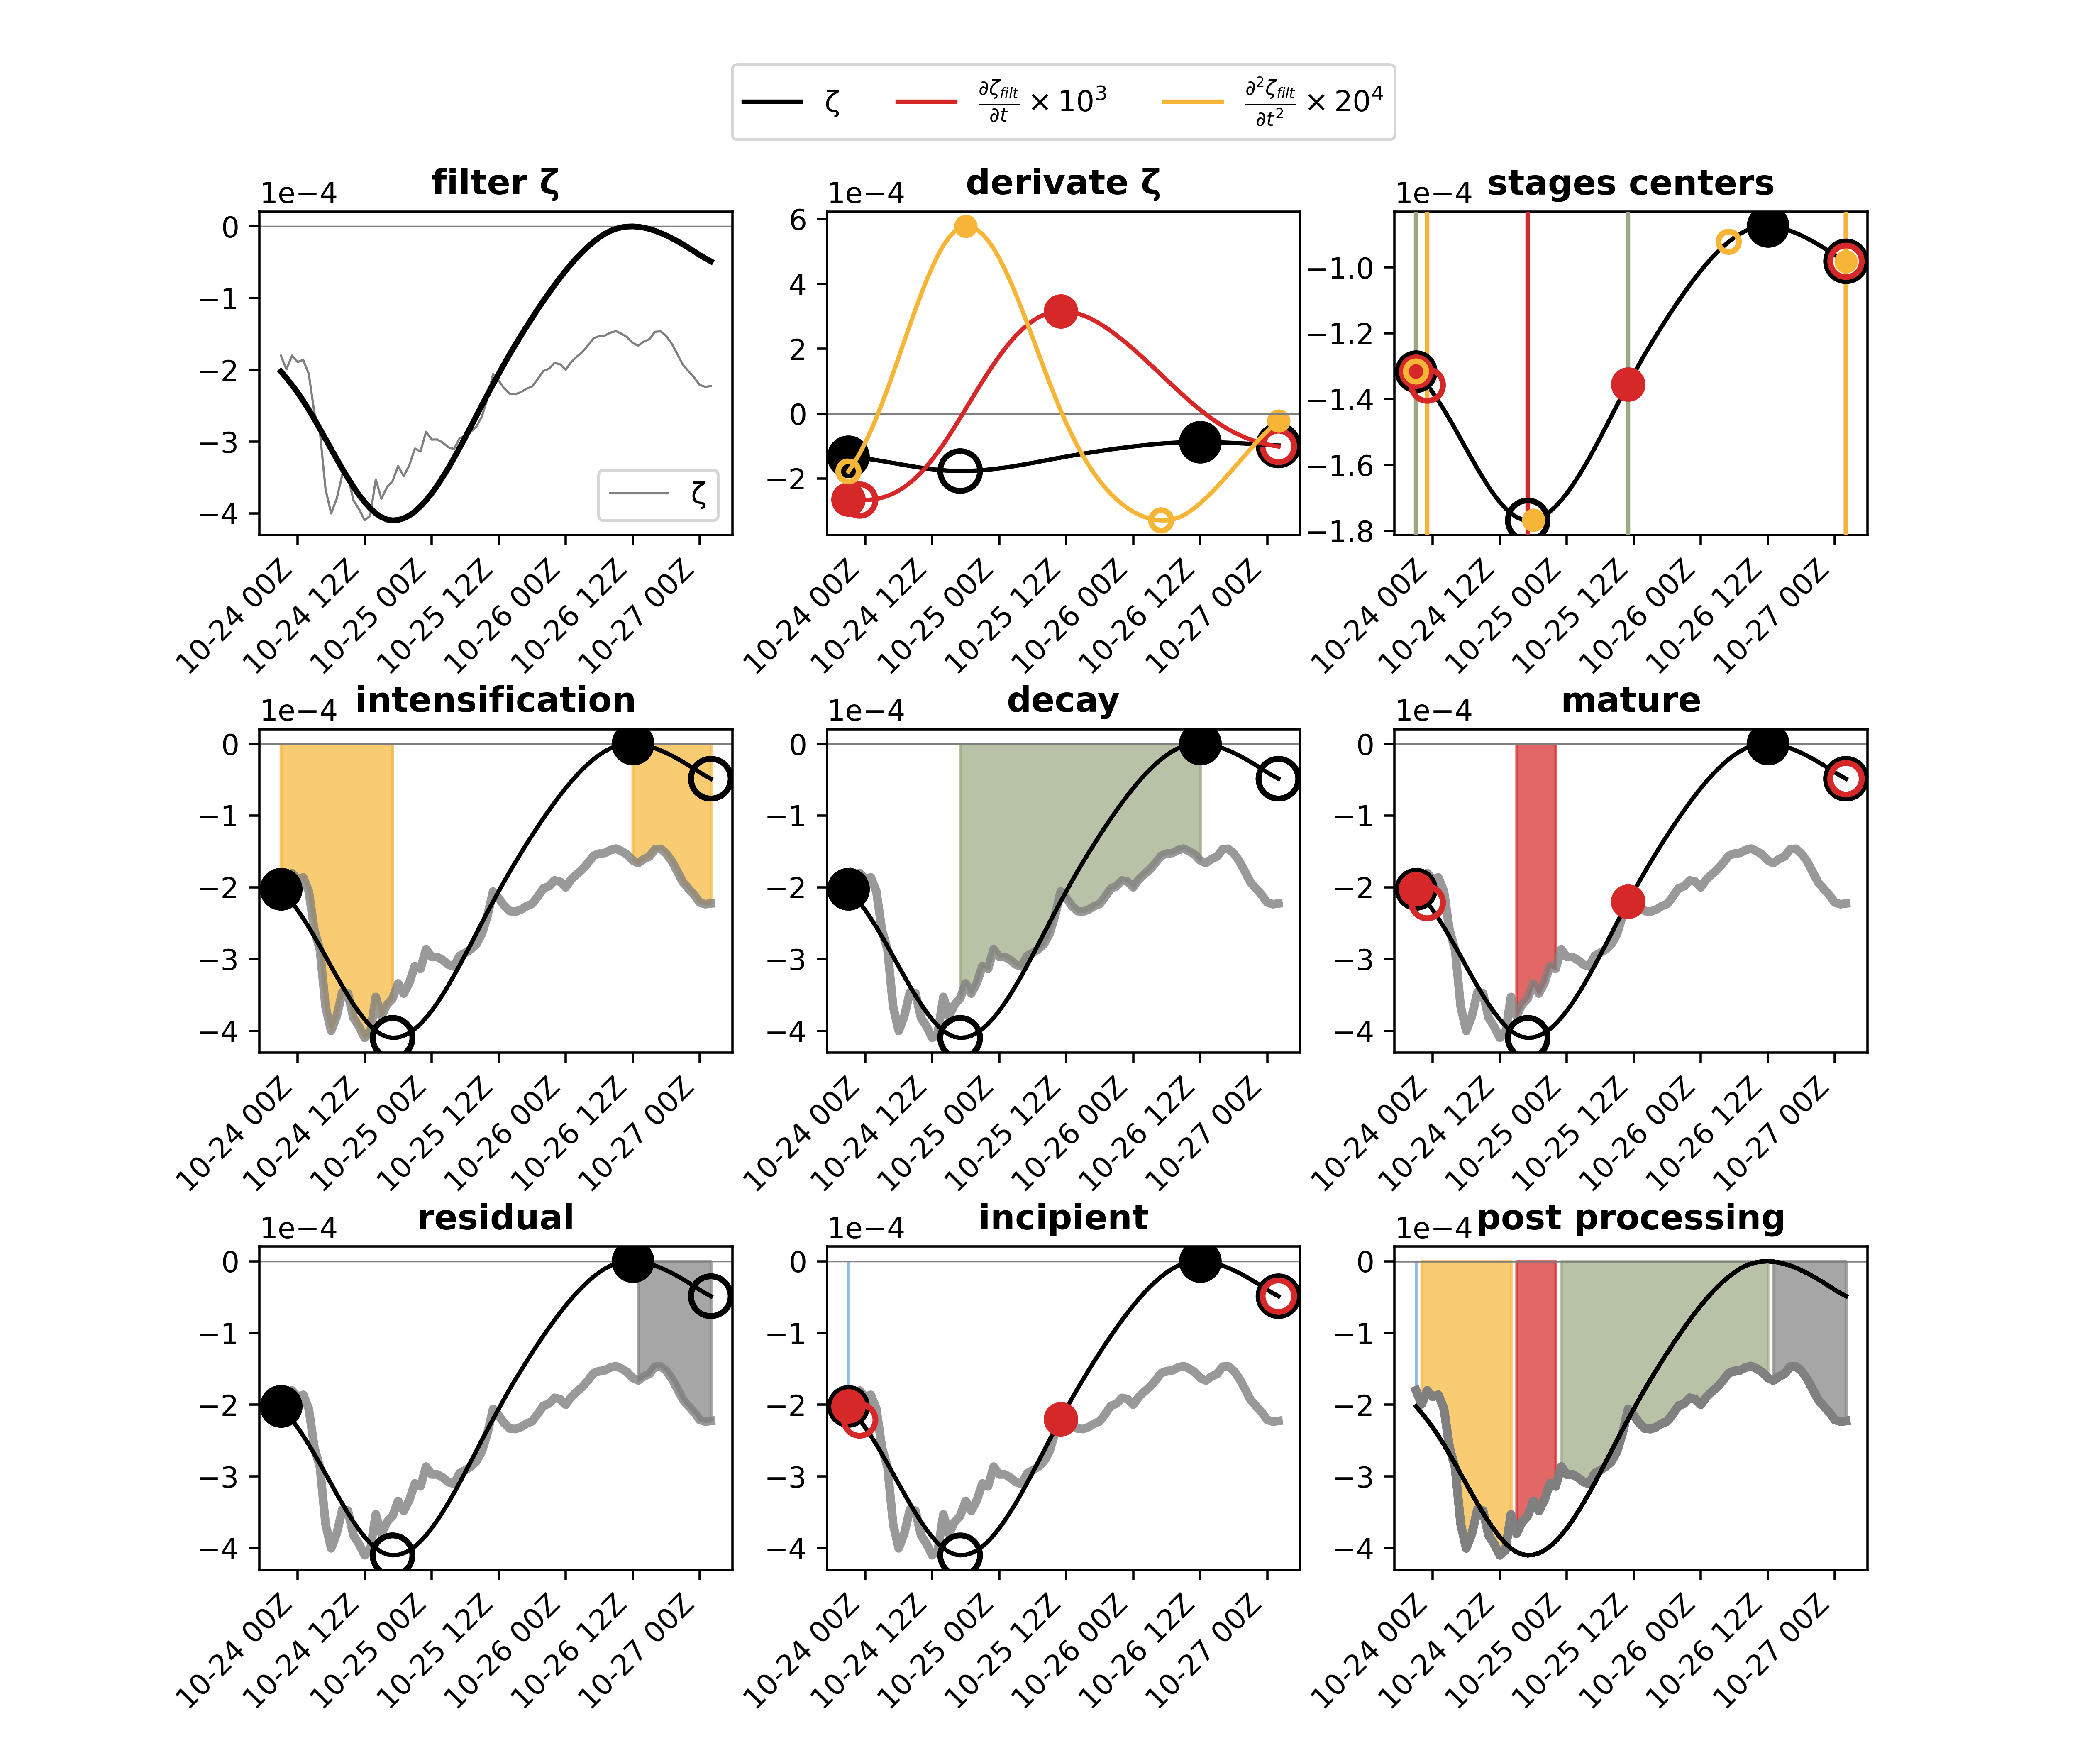 ζ ∂ζ_filt/∂t × 10³ ∂²ζ_filt/∂t² × 20⁴
filter ζ
1e−4
0
−1
−2
−3
−4
ζ
10-24 00Z
10-24 12Z
10-25 00Z
10-25 12Z
10-26 00Z
10-26 12Z
10-27 00Z
derivate ζ
1e−4
6
4
2
0
−2
10-24 00Z
10-24 12Z
10-25 00Z
10-25 12Z
10-26 00Z
10-26 12Z
10-27 00Z
stages centers
1e−4
−1.0
−1.2
−1.4
−1.6
−1.8
10-24 00Z
10-24 12Z
10-25 00Z
10-25 12Z
10-26 00Z
10-26 12Z
10-27 00Z
intensification
1e−4
0
−1
−2
−3
−4
10-24 00Z
10-24 12Z
10-25 00Z
10-25 12Z
10-26 00Z
10-26 12Z
10-27 00Z
decay
1e−4
0
−1
−2
−3
−4
10-24 00Z
10-24 12Z
10-25 00Z
10-25 12Z
10-26 00Z
10-26 12Z
10-27 00Z
mature
1e−4
0
−1
−2
−3
−4
10-24 00Z
10-24 12Z
10-25 00Z
10-25 12Z
10-26 00Z
10-26 12Z
10-27 00Z
residual
1e−4
0
−1
−2
−3
−4
10-24 00Z
10-24 12Z
10-25 00Z
10-25 12Z
10-26 00Z
10-26 12Z
10-27 00Z
incipient
1e−4
0
−1
−2
−3
−4
10-24 00Z
10-24 12Z
10-25 00Z
10-25 12Z
10-26 00Z
10-26 12Z
10-27 00Z
post processing
1e−4
0
−1
−2
−3
−4
10-24 00Z
10-24 12Z
10-25 00Z
10-25 12Z
10-26 00Z
10-26 12Z
10-27 00Z